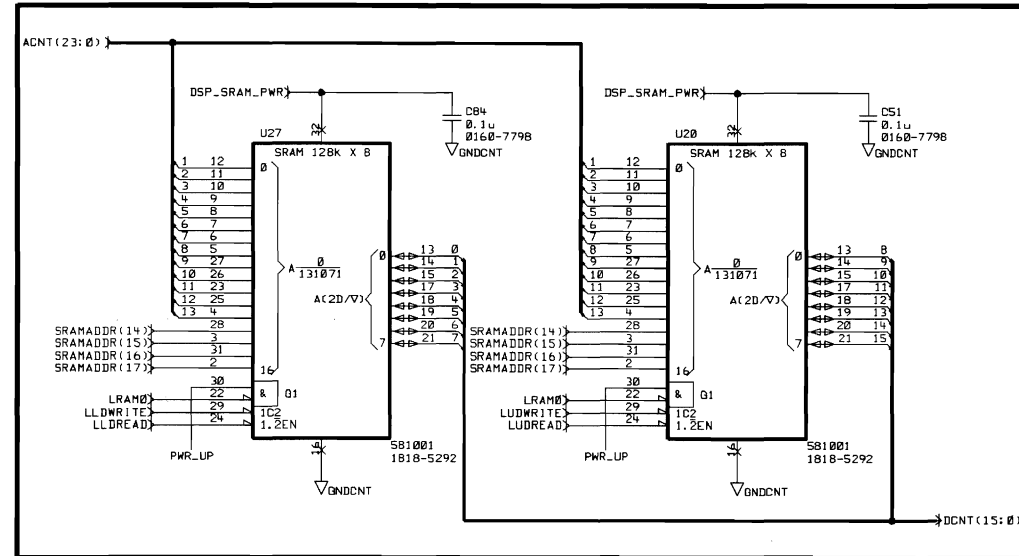 ACNT(23:0)
DSP_SRAM_PWR
C84
0.1u
0160-7798
GNDCNT
32
U27
SRAM 128K X 8
1 12
2 11
3 10
4 9
5 8
6 7
7 6
8 5
9 27
10 26
11 23
12 25
13 4
SRAMADDR(14) 28
SRAMADDR(15) 3
SRAMADDR(16) 31
SRAMADDR(17) 2
30
LRAM0 22
LLDWRITE 29
LLDREAD 24
PWR_UP
0
A 0
131071
16
& G1
1C2
1.2EN
A(2D/▽)
0
7
13 0
14 1
15 2
17 3
18 4
19 5
20 6
21 7
16
581001
1818-5292
GNDCNT
DSP_SRAM_PWR
C51
0.1u
0160-7798
GNDCNT
32
U20
SRAM 128K X 8
1 12
2 11
3 10
4 9
5 8
6 7
7 6
8 5
9 27
10 26
11 23
12 25
13 4
SRAMADDR(14) 28
SRAMADDR(15) 3
SRAMADDR(16) 31
SRAMADDR(17) 2
30
LRAM0 22
LUDWRITE 29
LUDREAD 24
PWR_UP
0
A 0
131071
16
& G1
1C2
1.2EN
A(2D/▽)
0
7
13 8
14 9
15 10
17 11
18 12
19 13
20 14
21 15
16
581001
1818-5292
GNDCNT
DCNT(15:0)